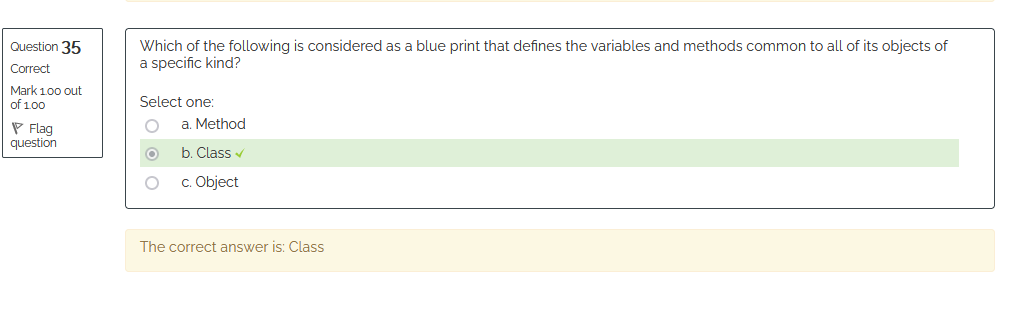 Question 35
Correct
Mark 1.00 out
of 1.00
Flag
question
Which of the following is considered as a blue print that defines the variables and methods common to all of its objects of
a specific kind?
Select one:
a. Method
b. Class
c. Object
The correct answer is: Class